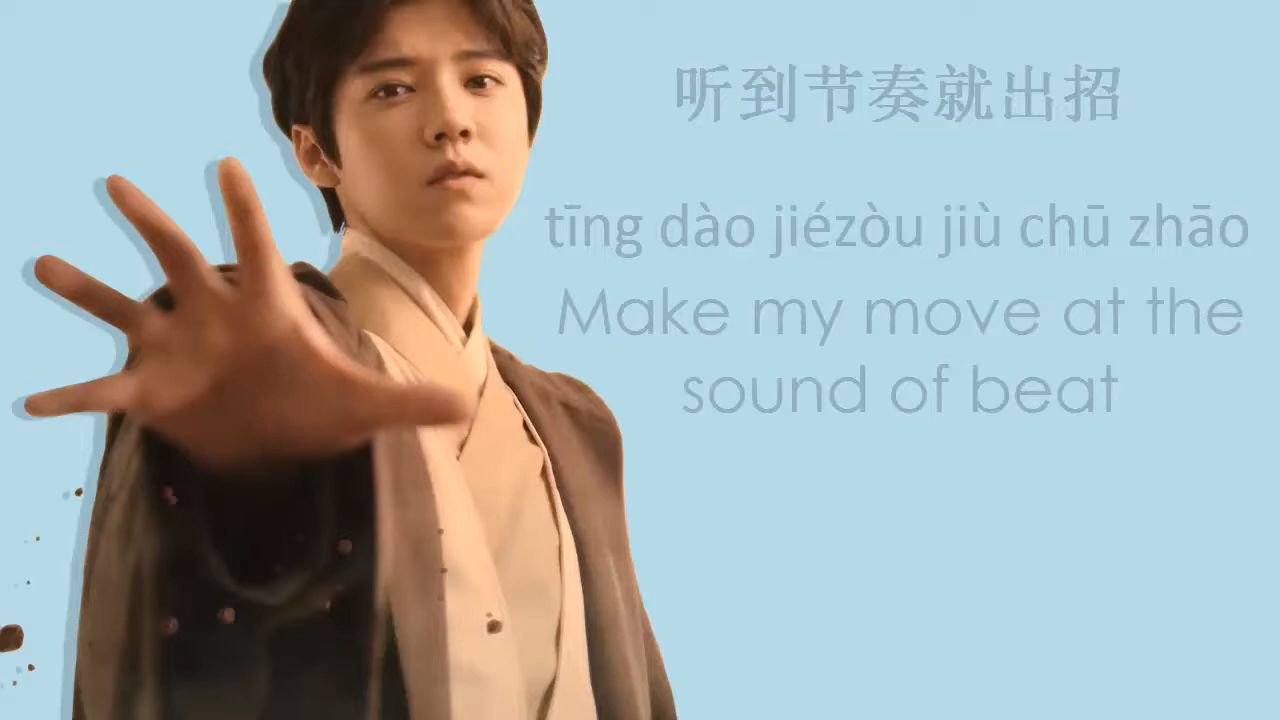 听到节奏就出招
tīng dào jiézòu jiù chū zhāo
Make my move at the
sound of beat